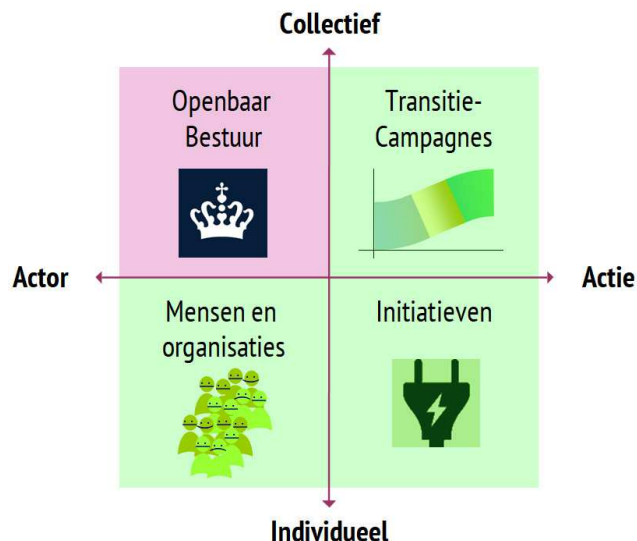 Collectief
Openbaar
Bestuur
Transitie-
Campagnes
Actor
Actie
Mensen en
organisaties
Initiatieven
Individueel